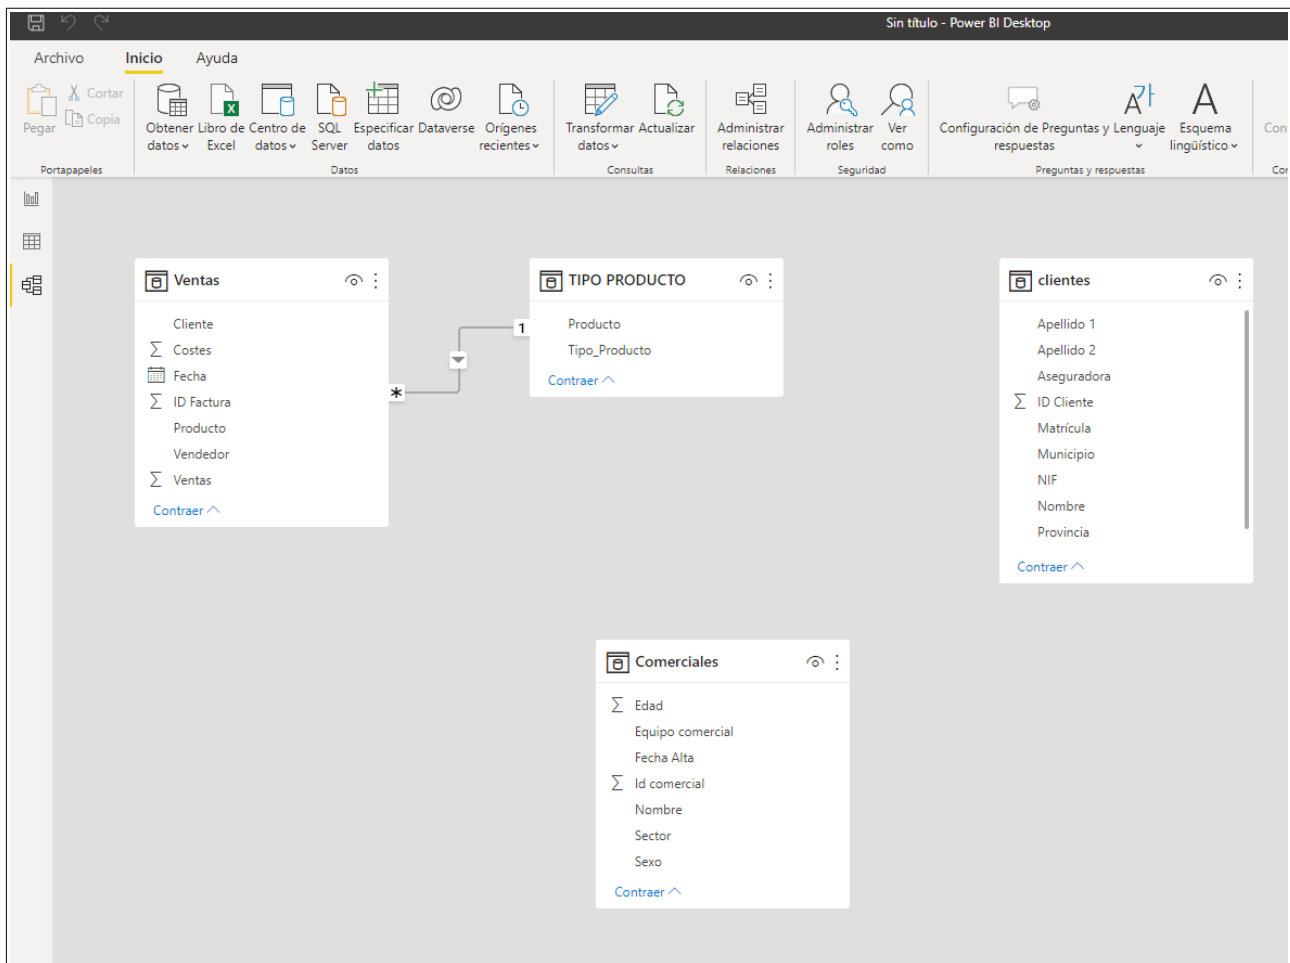 Sin título - Power BI Desktop
Archivo Inicio Ayuda
Pegar
Cortar
Copia
Portapapeles
Obtener datos
Libro de Excel
Centro de datos
SQL Server
Especificar datos
Dataverse
Orígenes recientes
Datos
Transformar datos
Actualizar
Consultas
Administrar relaciones
Relaciones
Administrar roles
Ver como
Seguridad
Configuración de Preguntas y respuestas
Lenguaje
Esquema lingüístico
Preguntas y respuestas
Con
Cor
Ventas
Cliente
Costes
Fecha
ID Factura
Producto
Vendedor
Ventas
Contraer
*
1
TIPO PRODUCTO
Producto
Tipo_Producto
Contraer
clientes
Apellido 1
Apellido 2
Aseguradora
ID Cliente
Matrícula
Municipio
NIF
Nombre
Provincia
Contraer
Comerciales
Edad
Equipo comercial
Fecha Alta
Id comercial
Nombre
Sector
Sexo
Contraer